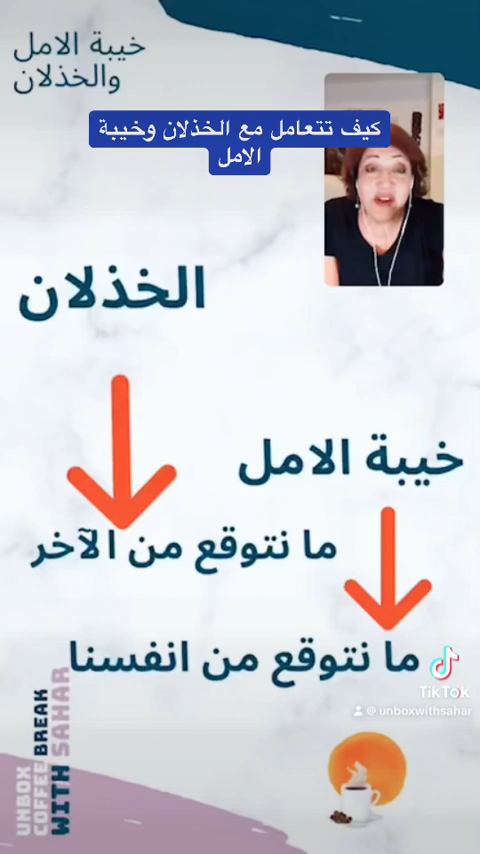 خيبة الامل
والخذلان
كيف تتعامل مع الخذلان وخيبة
الامل
الخذلان
خيبة الامل
ما نتوقع من الآخر
ما نتوقع من انفسنا
TikTok
@unboxwithsahar
UNBOX
COFFEE BREAK
WITH SAHAR